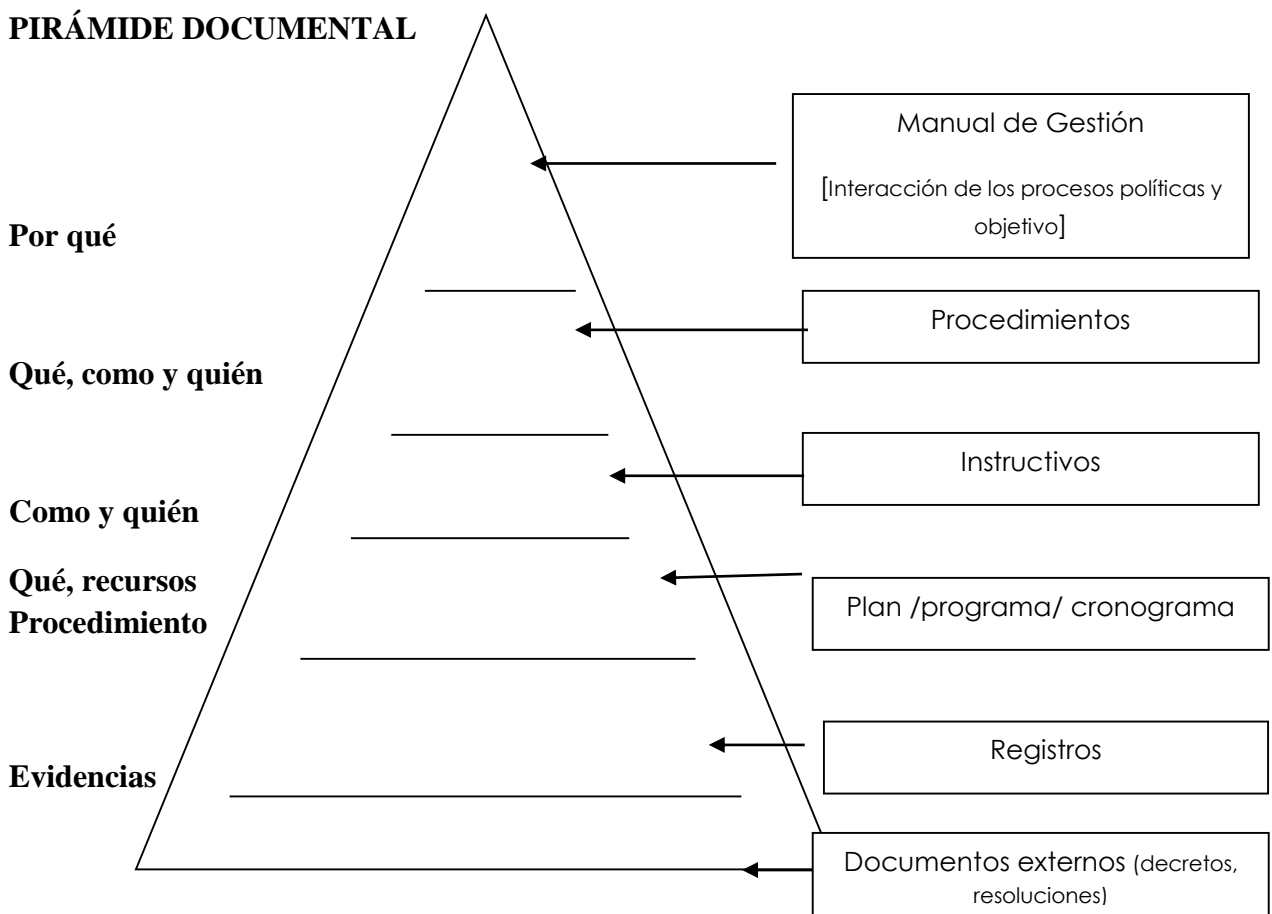 PIRÁMIDE DOCUMENTAL
Manual de Gestión
[Interacción de los procesos políticas y
objetivo]
Por qué
Procedimientos
Qué, como y quién
Instructivos
Como y quién
Qué, recursos
Procedimiento
Plan /programa/ cronograma
Registros
Evidencias
Documentos externos (decretos,
resoluciones)